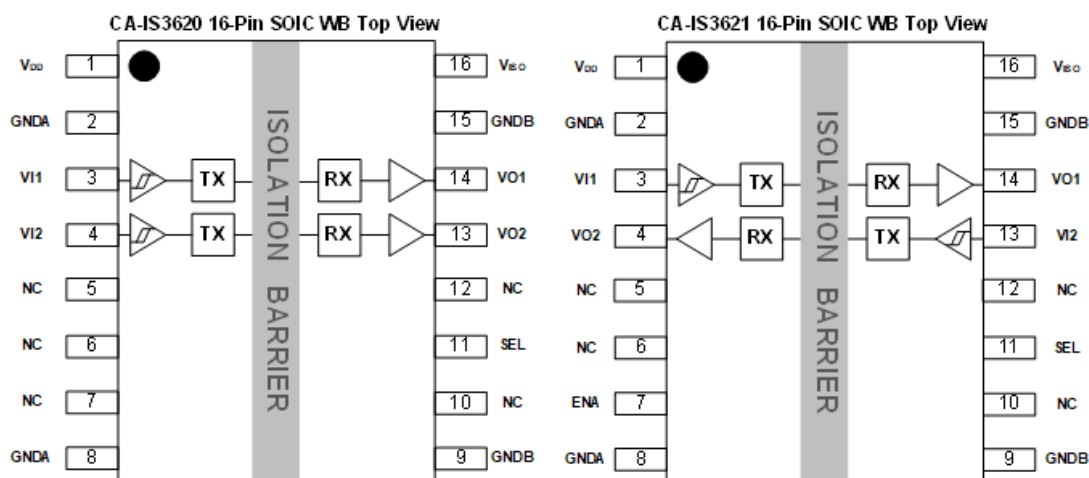 CA-IS3620 16-Pin SOIC WB Top View
VDD 1 16 VISO
GNDA 2 15 GNDB
VI1 3 TX RX 14 VO1
VI2 4 TX RX 13 VO2
NC 5 12 NC
NC 6 11 SEL
NC 7 10 NC
GNDA 8 9 GNDB
ISOLATION BARRIER
CA-IS3621 16-Pin SOIC WB Top View
VDD 1 16 VISO
GNDA 2 15 GNDB
VI1 3 TX RX 14 VO1
VO2 4 RX TX 13 VI2
NC 5 12 NC
NC 6 11 SEL
ENA 7 10 NC
GNDA 8 9 GNDB
ISOLATION BARRIER